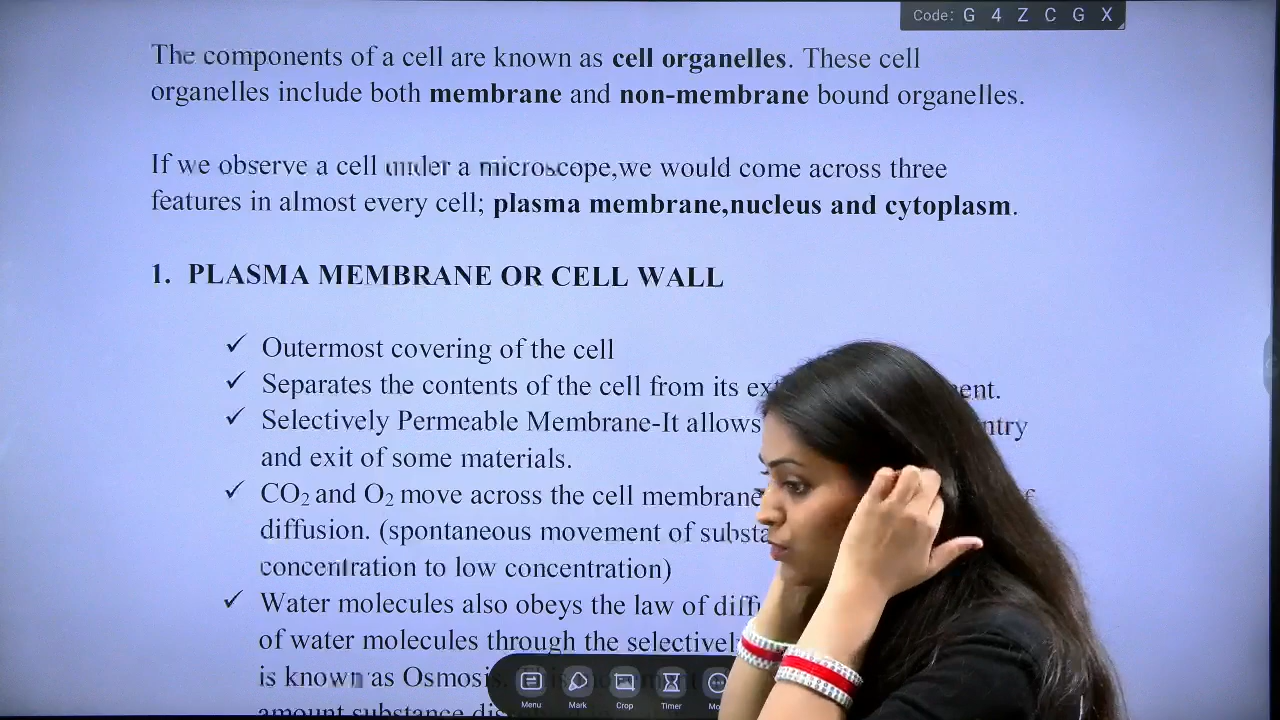 Code: G 4 Z C G X
The components of a cell are known as cell organelles. These cell
organelles include both membrane and non-membrane bound organelles.
If we observe a cell under a microscope,we would come across three
features in almost every cell; plasma membrane,nucleus and cytoplasm.
1. PLASMA MEMBRANE OR CELL WALL
✓ Outermost covering of the cell
✓ Separates the contents of the cell from its
✓ Selectively Permeable Membrane-It allows
and exit of some materials.
✓ CO₂ and O₂ move across the cell membrane
diffusion. (spontaneous movement of
concentration to low concentration)
✓ Water molecules also obeys the law of
of water molecules through the
is known as Osmosis.
amount substance
Menu Mark Crop Timer